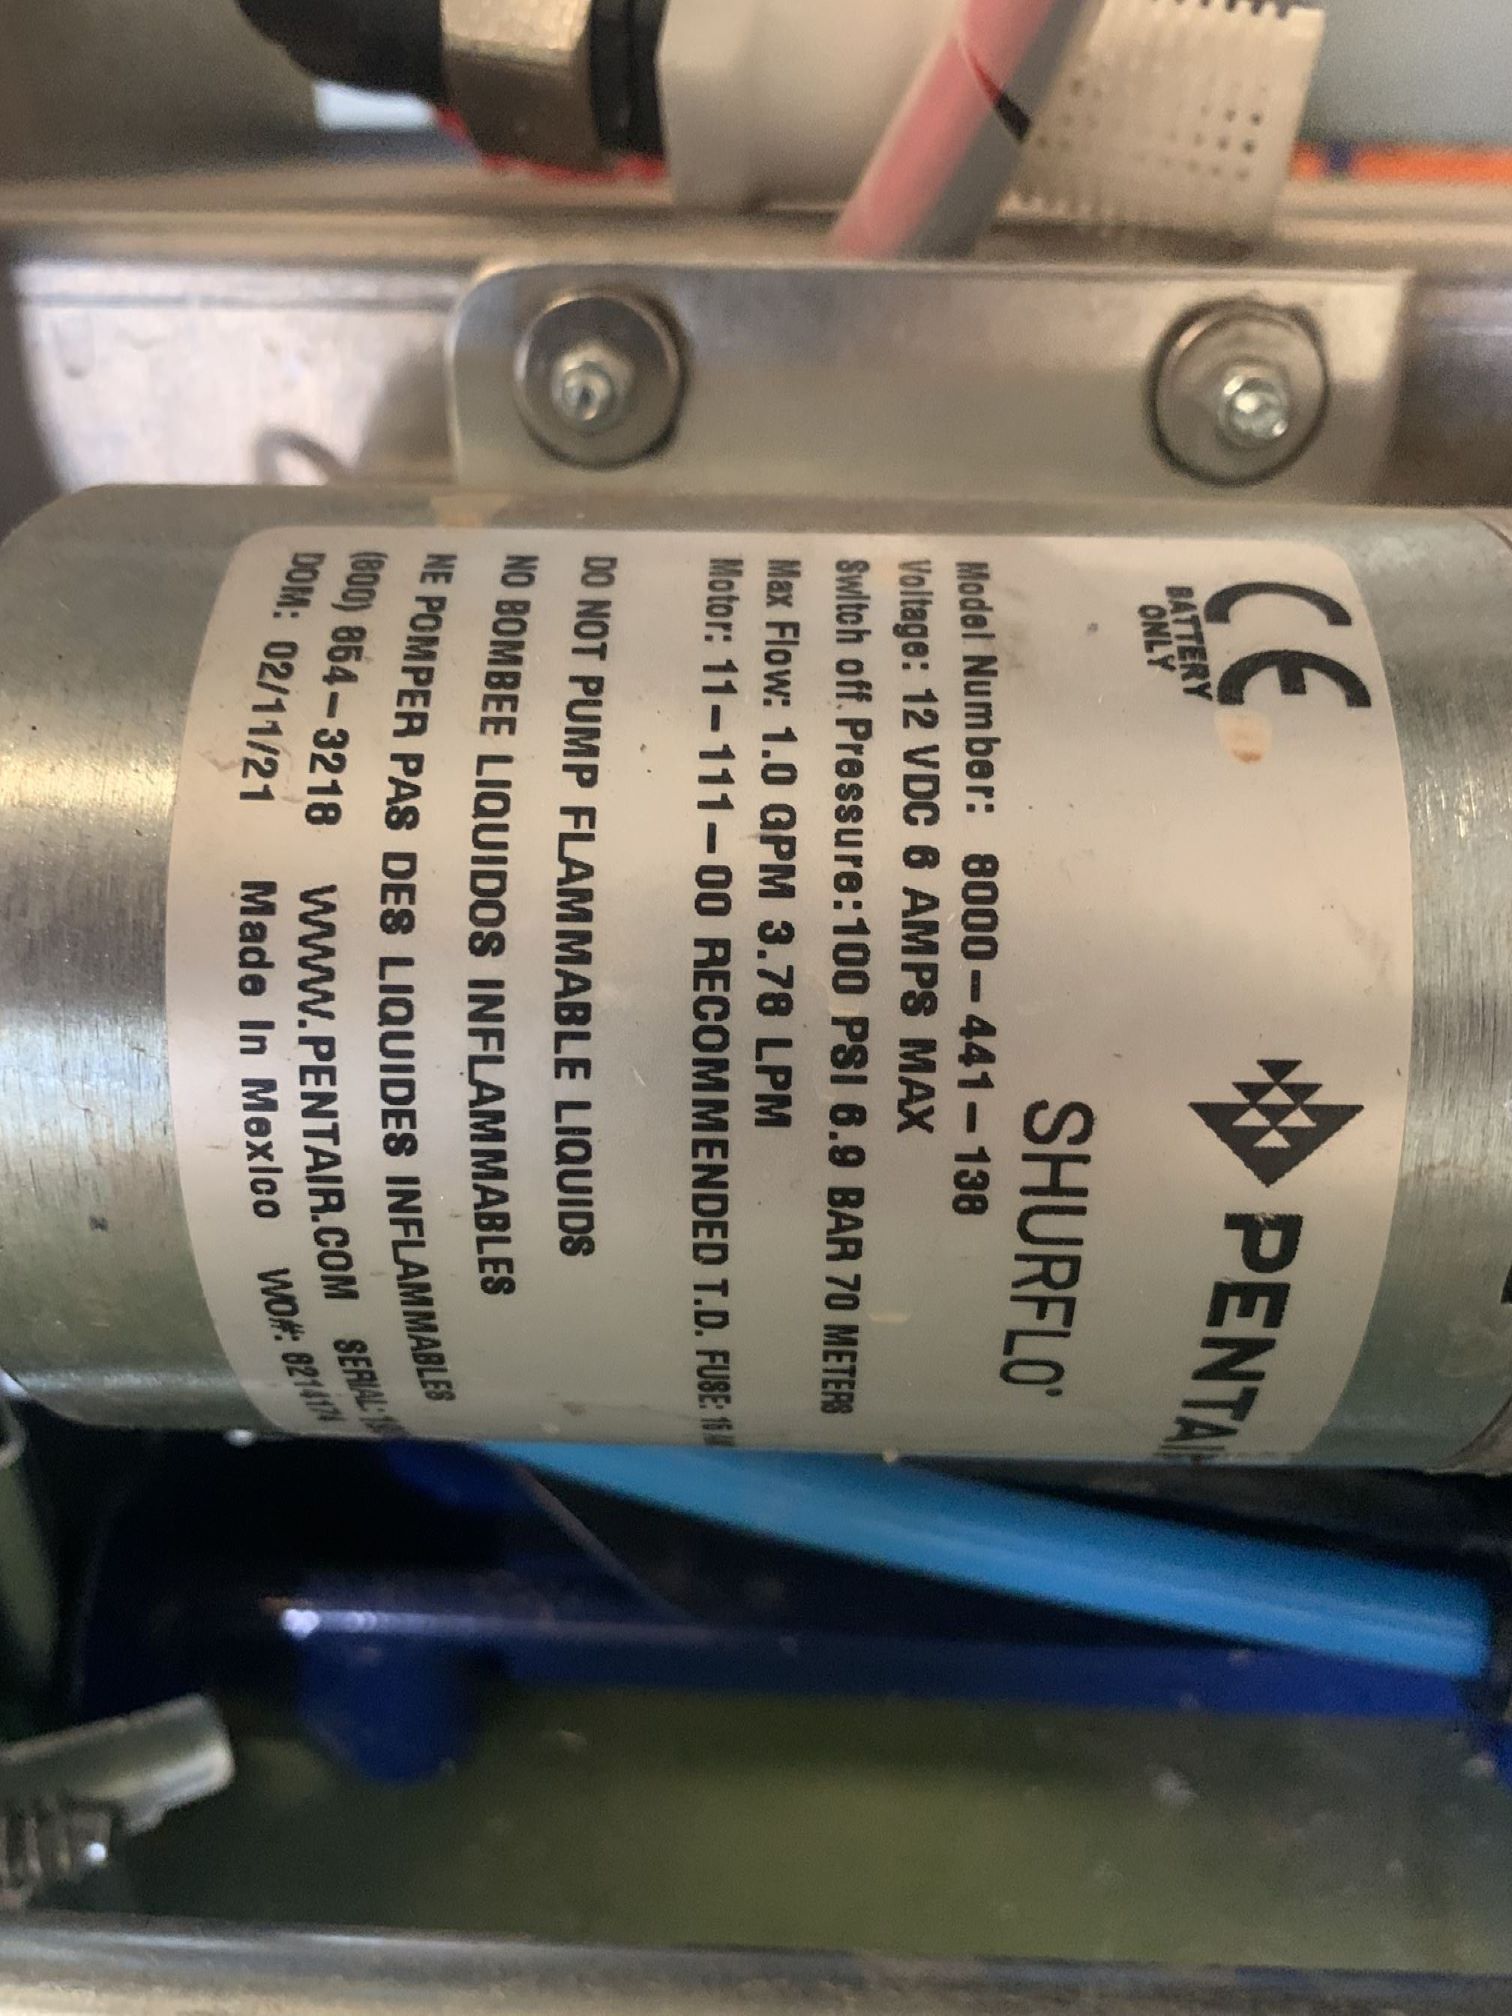 CE
BATTERY
ONLY
PENTAI
SHURFLO
Model Number: 8000-441-138
Voltage: 12 VDC 6 AMPS MAX
Switch off Pressure:100 PSI 6.9 BAR 70 METERS
Max Flow: 1.0 GPM 3.78 LPM
Motor: 11-111-00 RECOMMENDED T.D. FUSE:
DO NOT PUMP FLAMMABLE LIQUIDS
NO BOMBEE LIQUIDOS INFLAMMABLES
NE POMPER PAS DES LIQUIDES INFLAMMABLES
(800) 854-3218 WWW.PENTAIR.COM SERIAL:
DOM: 02/11/21 Made In Mexico WO#: